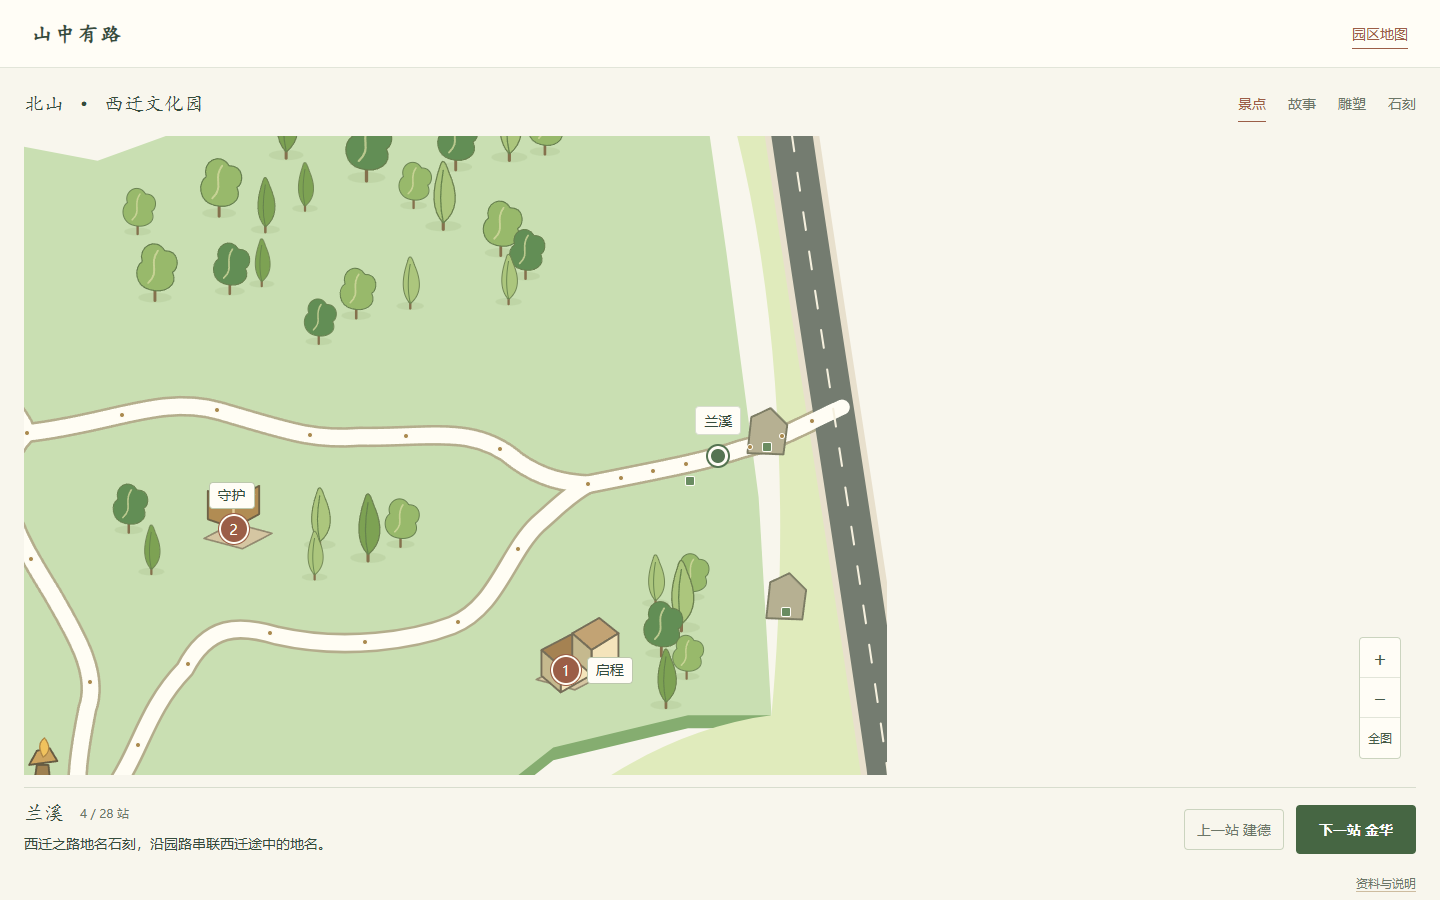 山中有路
园区地图
北山 • 西迁文化园
景点
故事
雕塑
石刻
兰溪
守护
2
1
启程
+
−
全图
兰溪
4 / 28 站
西迁之路地名石刻，沿园路串联西迁途中的地名。
上一站 建德
下一站 金华
资料与说明